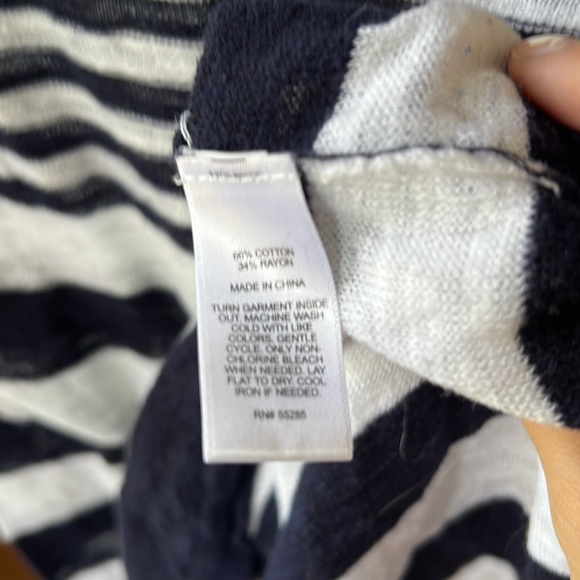 66% COTTON
34% RAYON
MADE IN CHINA
TURN GARMENT INSIDE
OUT. MACHINE WASH
COLD WITH LIKE
COLORS. GENTLE
CYCLE. ONLY NON-
CHLORINE BLEACH
WHEN NEEDED. LAY
FLAT TO DRY. COOL
IRON IF NEEDED.
RN# 55285